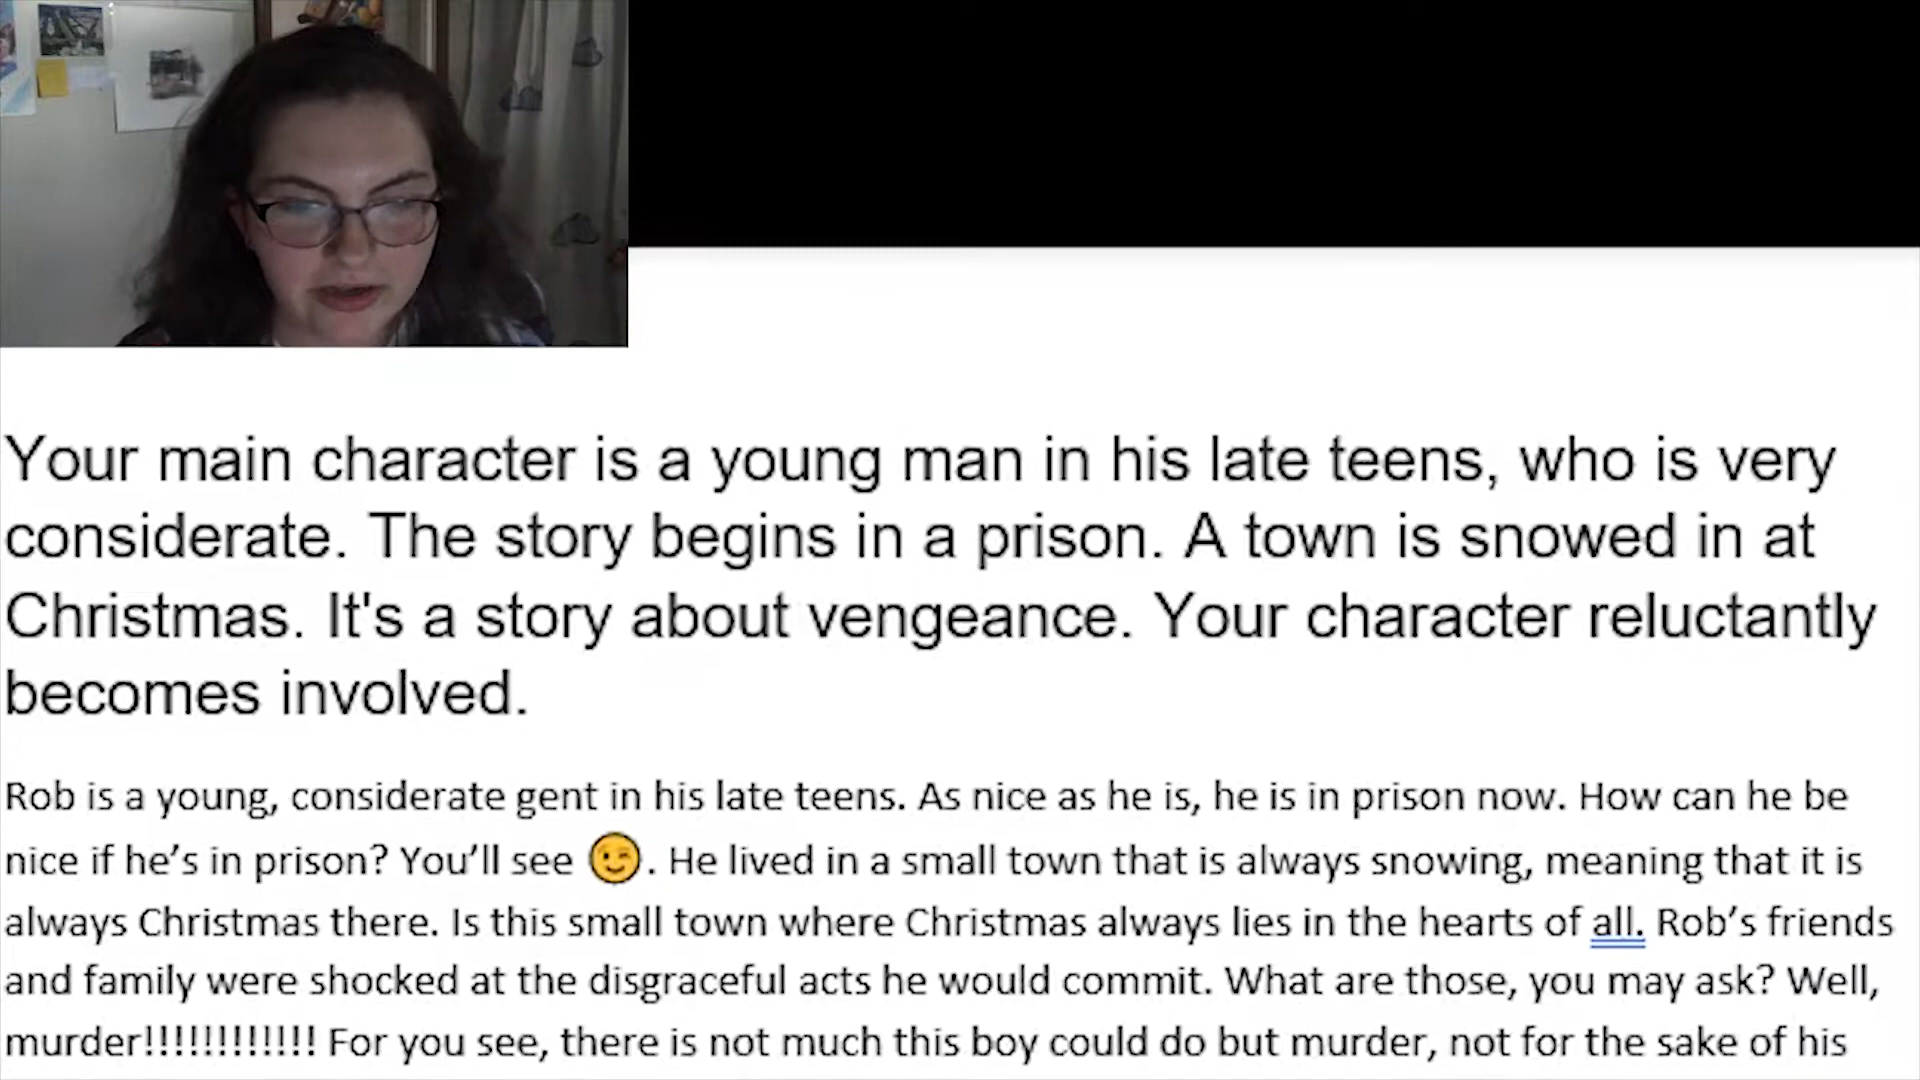 Your main character is a young man in his late teens, who is very
considerate. The story begins in a prison. A town is snowed in at
Christmas. It's a story about vengeance. Your character reluctantly
becomes involved.
Rob is a young, considerate gent in his late teens. As nice as he is, he is in prison now. How can he be
nice if he’s in prison? You’ll see 😉. He lived in a small town that is always snowing, meaning that it is
always Christmas there. Is this small town where Christmas always lies in the hearts of all. Rob’s friends
and family were shocked at the disgraceful acts he would commit. What are those, you may ask? Well,
murder!!!!!!!!!!!! For you see, there is not much this boy could do but murder, not for the sake of his